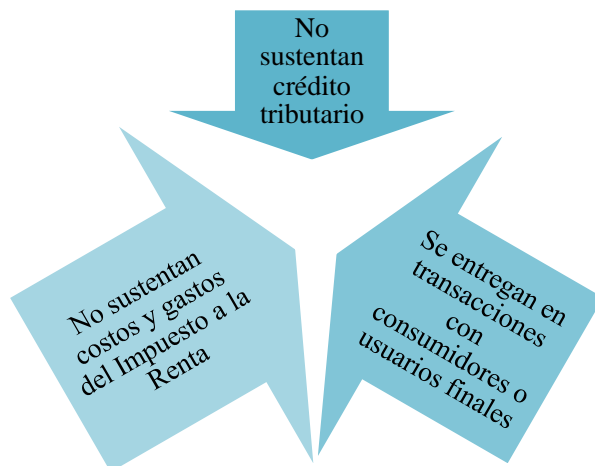 No
sustentan
crédito
tributario
No sustentan
costos y gastos
del Impuesto a la
Renta
Se entregan en
transacciones
con
consumidores o
usuarios finales